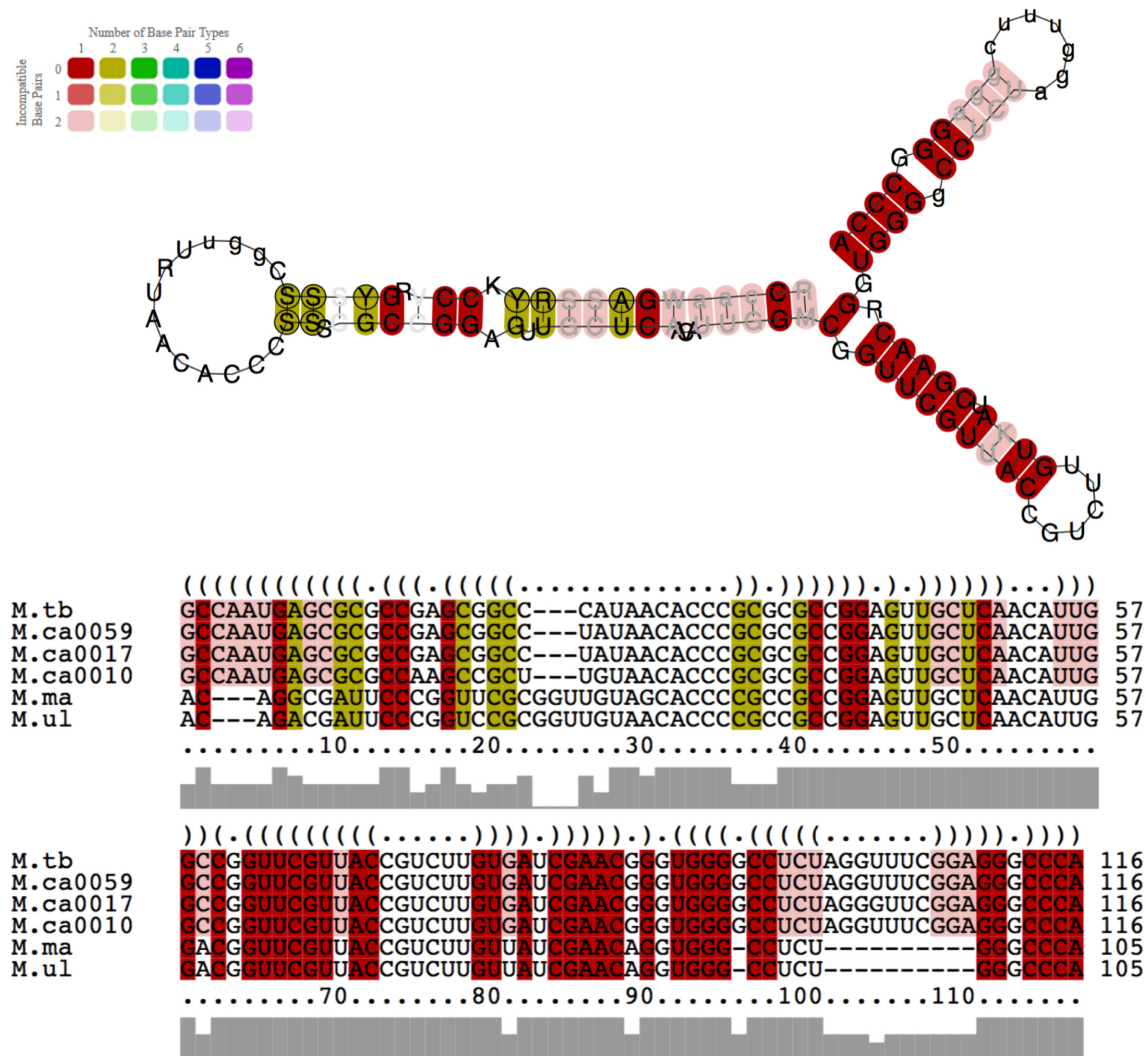 Number of Base Pair Types
1 2 3 4 5 6
Incompatible
Base Pairs
0
1
2
((((((((((((.(((.(((((..............)).)))))).).))))))...)))
M.tb GCCAAUGAGCGCGCCGAGCGGCC---CAUAACACCCGCGCGCCGGAGUUGCUCAACAUUG 57
M.ca0059 GCCAAUGAGCGCGCCGAGCGGCC---UAUAACACCCGCGCGCCGGAGUUGCUCAACAUUG 57
M.ca0017 GCCAAUGAGCGCGCCGAGCGGCC---UAUAACACCCGCGCGCCGGAGUUGCUCAACAUUG 57
M.ca0010 GCCAAUGAGCGCGCCAAGCCGCU---UGUAACACCCGCGCGCCGGAGUUGCUCAACAUUG 57
M.ma AC---AGGCGAUUCCCGGUUCGCGGUUGUAGCACCCCGCCGCCGGAGUUGCUCAACAUUG 57
M.ul AC---AGACGAUUCCCGGUCCGCGGUUGUAACACCCCGCCGCCGGAGUUGCUCAACAUUG 57
........10........20........30........40........50..........
))(.(((((((((......)))).))))).).((((.(((((.......))))).))))
M.tb GCCGGUUCGUUACCGUCUUGUGAUCGAACGGGUGGGGCCUCUAGGUUUCGGAGGGCCCA 116
M.ca0059 GCCGGUUCGUUACCGUCUUGUGAUCGAACGGGUGGGGCCUCUAGGUUUCGGAGGGCCCA 116
M.ca0017 GCCGGUUCGUUACCGUCUUGUGAUCGAACGGGUGGGGCCUCUAGGGUUCGGAGGGCCCA 116
M.ca0010 GCCGGUUCGUUACCGUCUUGUGAUCGAACGGGUGGGGCCUCUAGGUUUCGGAGGGCCCA 116
M.ma GACGGUUCGUUACCGUCUUGUUAUCGAACAGGUGGG-CCUCU----------GGGCCCA 105
M.ul GACGGUUCGUUACCGUCUUGUUAUCGAACAGGUGGG-CCUCU----------GGGCCCA 105
........70........80........90.......100.......110.........